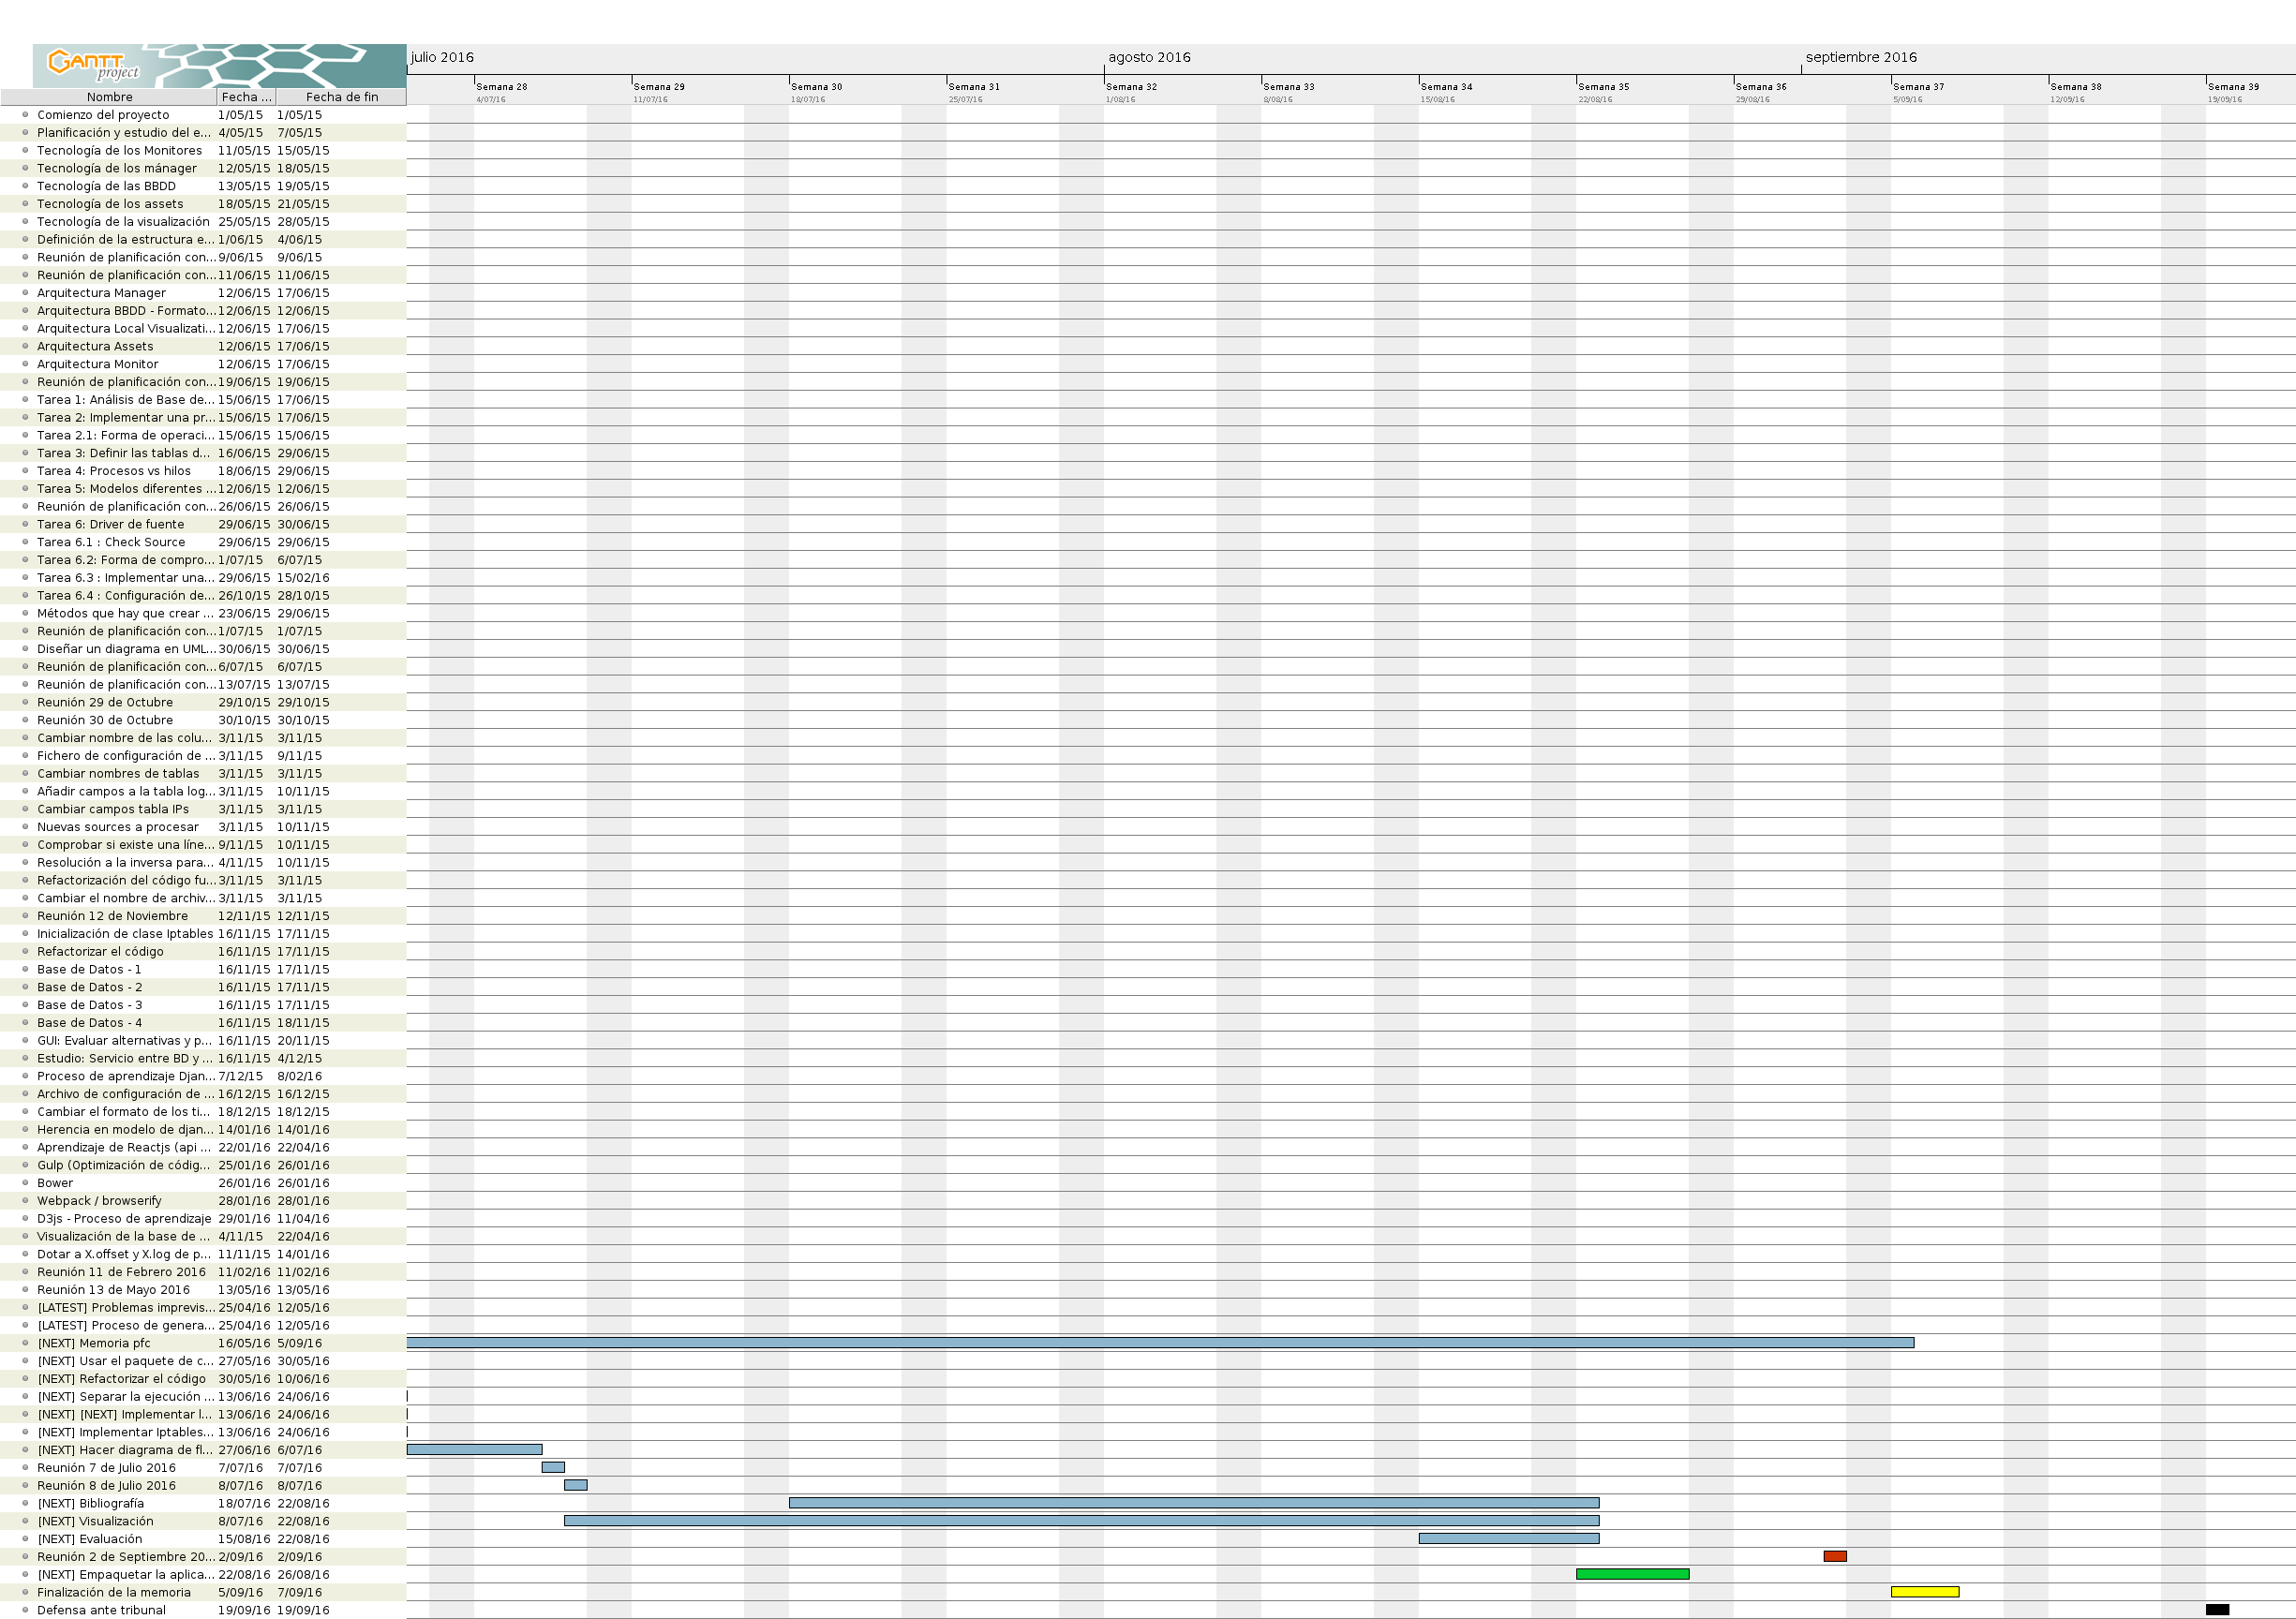 GANTT project
julio 2016 agosto 2016 septiembre 2016
Semana 28 Semana 29 Semana 30 Semana 31 Semana 32 Semana 33 Semana 34 Semana 35 Semana 36 Semana 37 Semana 38 Semana 39
4/07/16 11/07/16 18/07/16 25/07/16 1/08/16 8/08/16 15/08/16 22/08/16 29/08/16 5/09/16 12/09/16 19/09/16
Nombre Fecha ... Fecha de fin
Comienzo del proyecto 1/05/15 1/05/15
Planificación y estudio del e... 4/05/15 7/05/15
Tecnología de los Monitores 11/05/15 15/05/15
Tecnología de los mánager 12/05/15 18/05/15
Tecnología de las BBDD 13/05/15 19/05/15
Tecnología de los assets 18/05/15 21/05/15
Tecnología de la visualización 25/05/15 28/05/15
Definición de la estructura e... 1/06/15 4/06/15
Reunión de planificación con... 9/06/15 9/06/15
Reunión de planificación con... 11/06/15 11/06/15
Arquitectura Manager 12/06/15 17/06/15
Arquitectura BBDD - Formato... 12/06/15 12/06/15
Arquitectura Local Visualizati... 12/06/15 17/06/15
Arquitectura Assets 12/06/15 17/06/15
Arquitectura Monitor 12/06/15 17/06/15
Reunión de planificación con... 19/06/15 19/06/15
Tarea 1: Análisis de Base de... 15/06/15 17/06/15
Tarea 2: Implementar una pr... 15/06/15 17/06/15
Tarea 2.1: Forma de operaci... 15/06/15 15/06/15
Tarea 3: Definir las tablas d... 16/06/15 29/06/15
Tarea 4: Procesos vs hilos 18/06/15 29/06/15
Tarea 5: Modelos diferentes ... 12/06/15 12/06/15
Reunión de planificación con... 26/06/15 26/06/15
Tarea 6: Driver de fuente 29/06/15 30/06/15
Tarea 6.1 : Check Source 29/06/15 29/06/15
Tarea 6.2: Forma de compro... 1/07/15 6/07/15
Tarea 6.3 : Implementar una... 29/06/15 15/02/16
Tarea 6.4 : Configuración de... 26/10/15 28/10/15
Métodos que hay que crear ... 23/06/15 29/06/15
Reunión de planificación con... 1/07/15 1/07/15
Diseñar un diagrama en UML... 30/06/15 30/06/15
Reunión de planificación con... 6/07/15 6/07/15
Reunión de planificación con... 13/07/15 13/07/15
Reunión 29 de Octubre 29/10/15 29/10/15
Reunión 30 de Octubre 30/10/15 30/10/15
Cambiar nombre de las colu... 3/11/15 3/11/15
Fichero de configuración de ... 3/11/15 9/11/15
Cambiar nombres de tablas 3/11/15 3/11/15
Añadir campos a la tabla log... 3/11/15 10/11/15
Cambiar campos tabla IPs 3/11/15 3/11/15
Nuevas sources a procesar 3/11/15 10/11/15
Comprobar si existe una líne... 9/11/15 10/11/15
Resolución a la inversa para... 4/11/15 10/11/15
Refactorización del código fu... 3/11/15 3/11/15
Cambiar el nombre de archiv... 3/11/15 3/11/15
Reunión 12 de Noviembre 12/11/15 12/11/15
Inicialización de clase Iptables 16/11/15 17/11/15
Refactorizar el código 16/11/15 17/11/15
Base de Datos - 1 16/11/15 17/11/15
Base de Datos - 2 16/11/15 17/11/15
Base de Datos - 3 16/11/15 17/11/15
Base de Datos - 4 16/11/15 18/11/15
GUI: Evaluar alternativas y p... 16/11/15 20/11/15
Estudio: Servicio entre BD y ... 16/11/15 4/12/15
Proceso de aprendizaje Djan... 7/12/15 8/02/16
Archivo de configuración de ... 16/12/15 16/12/15
Cambiar el formato de los ti... 18/12/15 18/12/15
Herencia en modelo de djan... 14/01/16 14/01/16
Aprendizaje de Reactjs (api ... 22/01/16 22/04/16
Gulp (Optimización de códig... 25/01/16 26/01/16
Bower 26/01/16 26/01/16
Webpack / browserify 28/01/16 28/01/16
D3js - Proceso de aprendizaje 29/01/16 11/04/16
Visualización de la base de ... 4/11/15 22/04/16
Dotar a X.offset y X.log de p... 11/11/15 14/01/16
Reunión 11 de Febrero 2016 11/02/16 11/02/16
Reunión 13 de Mayo 2016 13/05/16 13/05/16
[LATEST] Problemas imprevis... 25/04/16 12/05/16
[LATEST] Proceso de genera... 25/04/16 12/05/16
[NEXT] Memoria pfc 16/05/16 5/09/16
[NEXT] Usar el paquete de c... 27/05/16 30/05/16
[NEXT] Refactorizar el código 30/05/16 10/06/16
[NEXT] Separar la ejecución ... 13/06/16 24/06/16
[NEXT] [NEXT] Implementar l... 13/06/16 24/06/16
[NEXT] Implementar Iptables... 13/06/16 24/06/16
[NEXT] Hacer diagrama de fl... 27/06/16 6/07/16
Reunión 7 de Julio 2016 7/07/16 7/07/16
Reunión 8 de Julio 2016 8/07/16 8/07/16
[NEXT] Bibliografía 18/07/16 22/08/16
[NEXT] Visualización 8/07/16 22/08/16
[NEXT] Evaluación 15/08/16 22/08/16
Reunión 2 de Septiembre 20... 2/09/16 2/09/16
[NEXT] Empaquetar la aplica... 22/08/16 26/08/16
Finalización de la memoria 5/09/16 7/09/16
Defensa ante tribunal 19/09/16 19/09/16